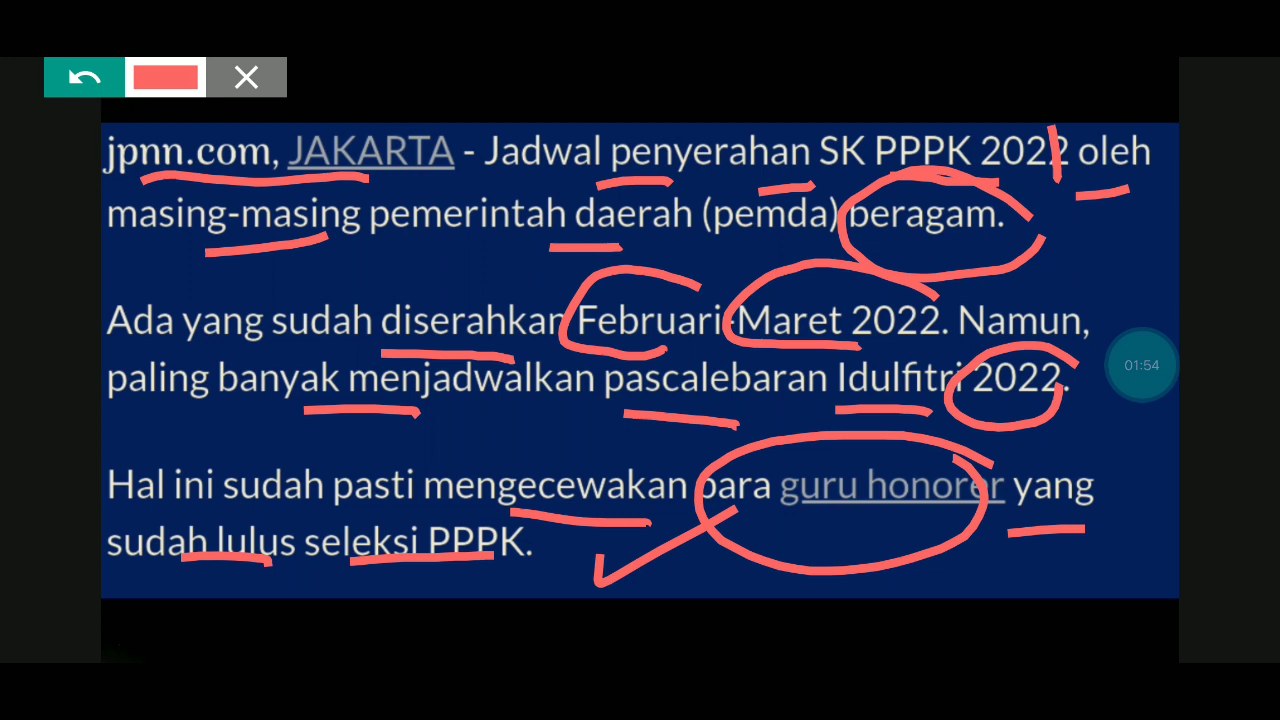 jpnn.com, JAKARTA - Jadwal penyerahan SK PPPK 2022 oleh
masing-masing pemerintah daerah (pemda) beragam.
Ada yang sudah diserahkan Februari-Maret 2022. Namun,
paling banyak menjadwalkan pascalebaran Idulfitri 2022.
Hal ini sudah pasti mengecewakan para guru honorer yang
sudah lulus seleksi PPPK.
01:54